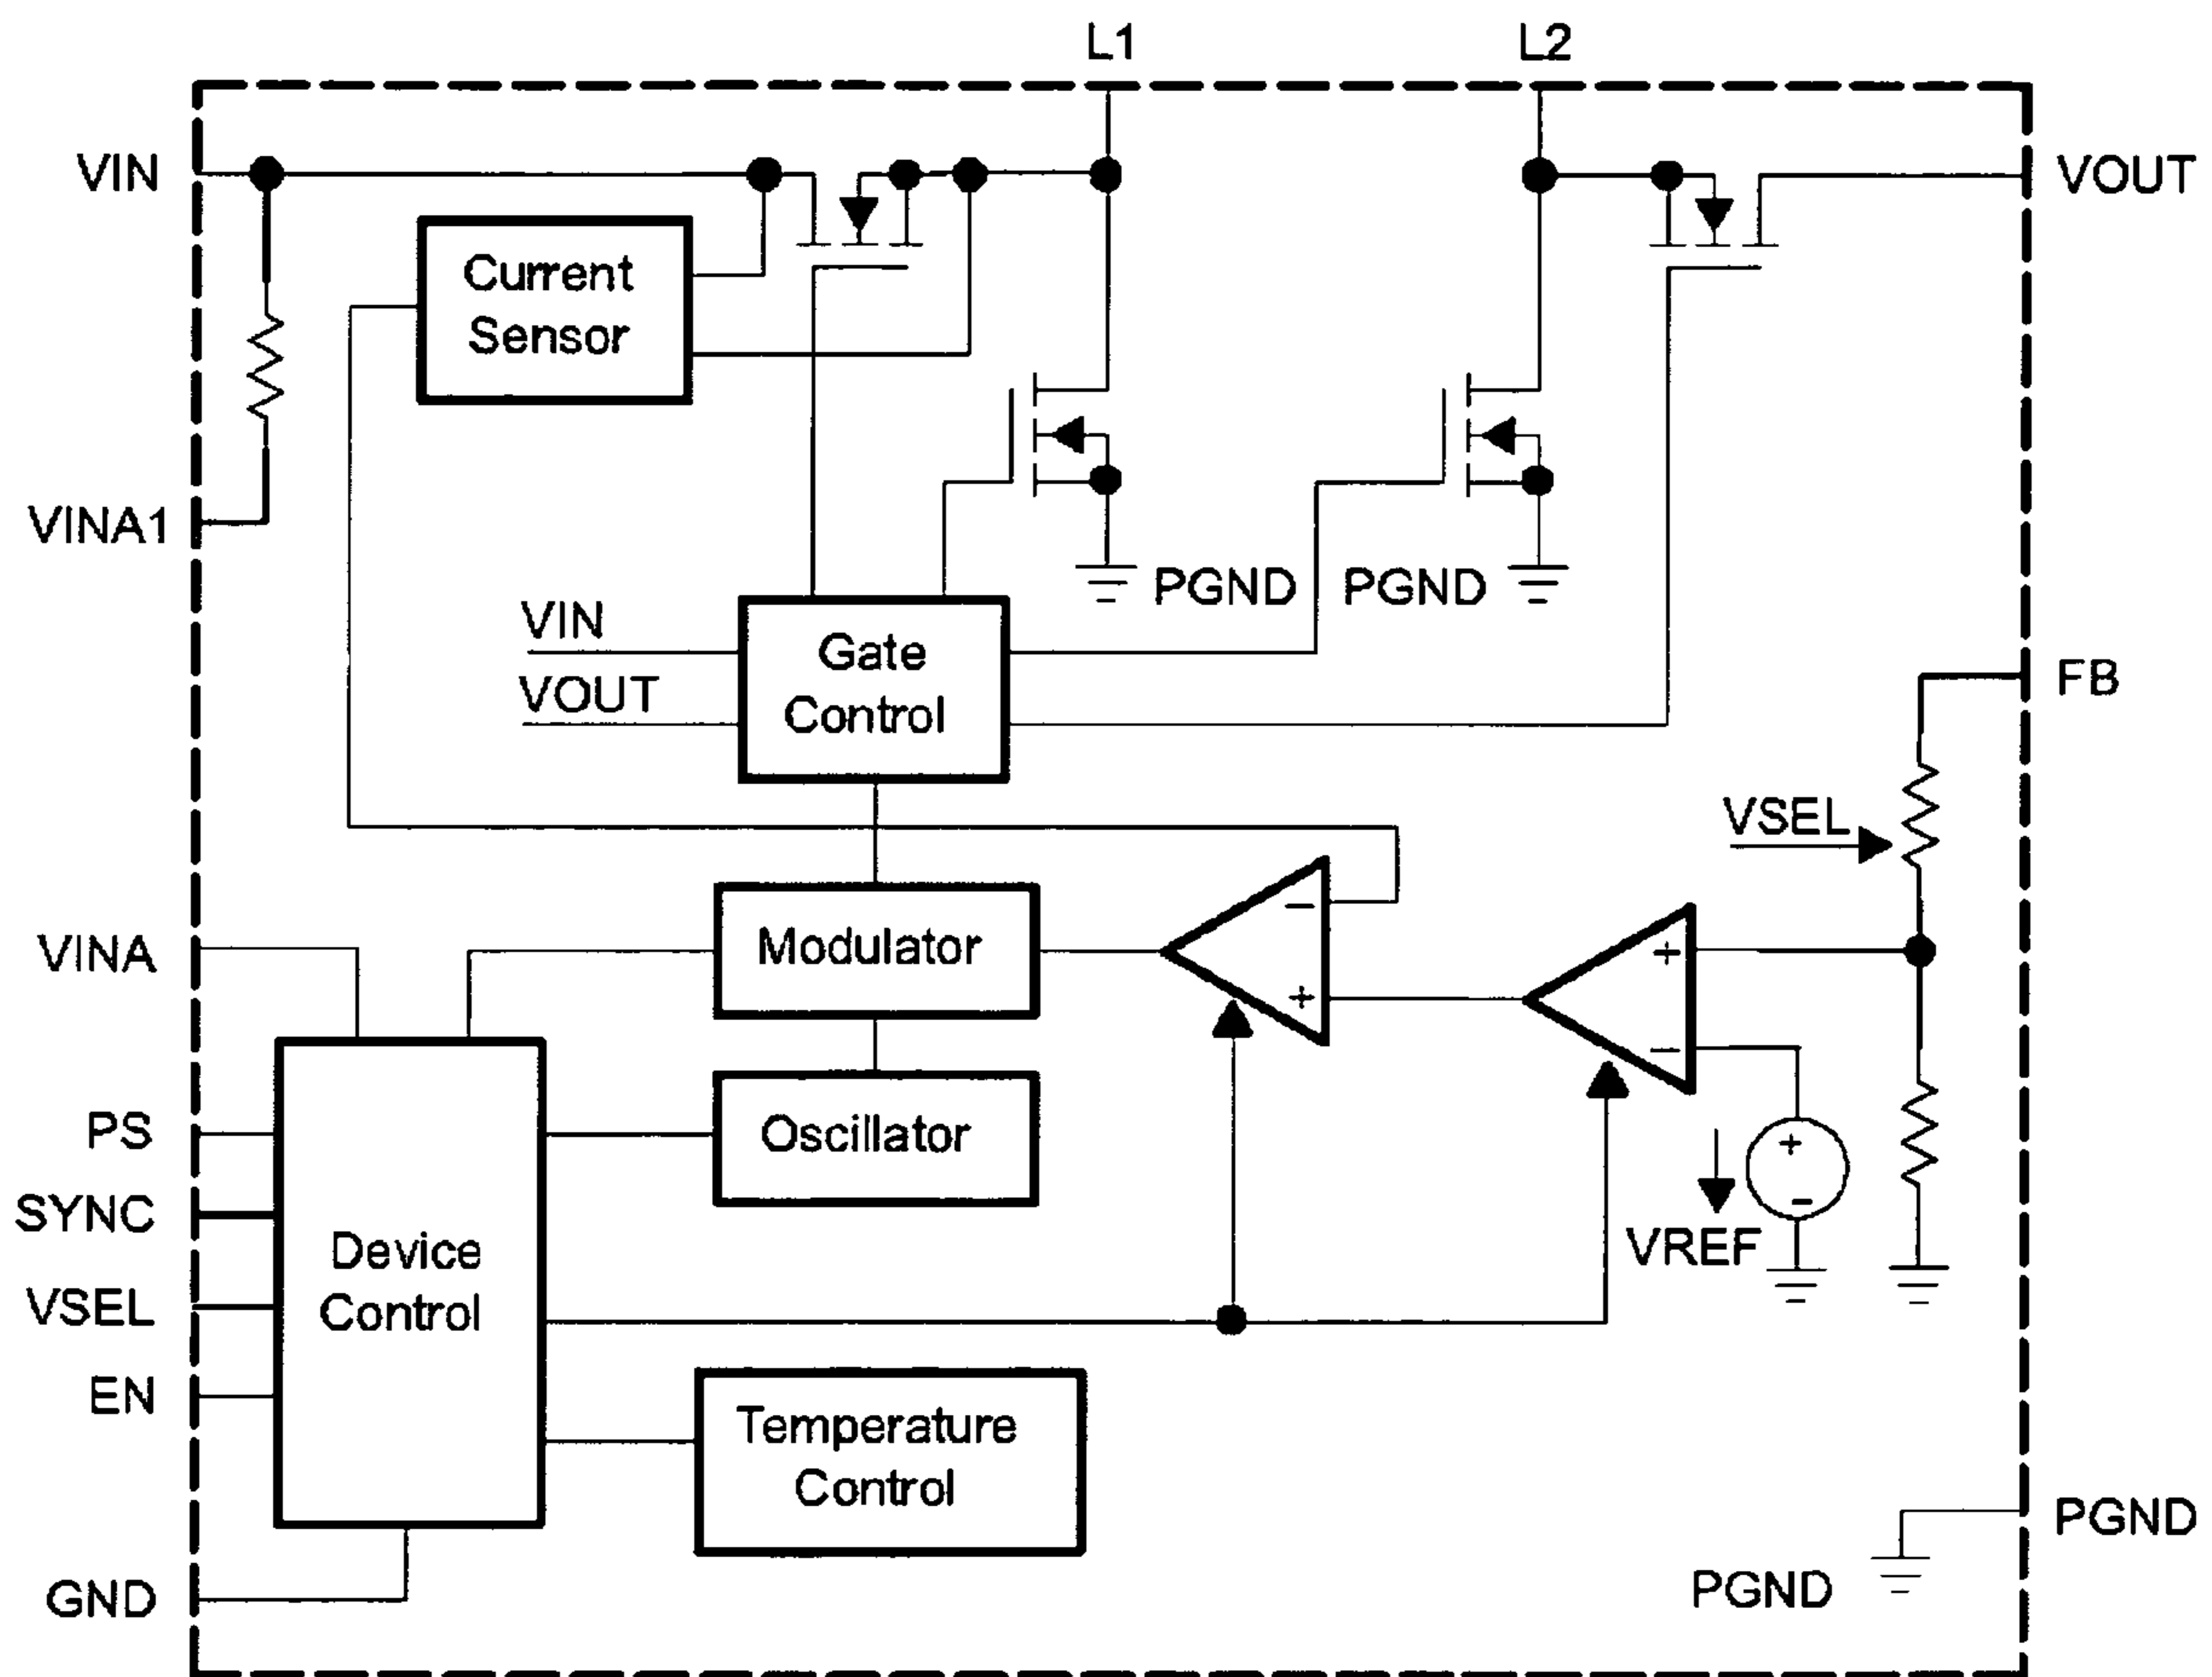 L1
L2
VIN
VOUT
Current
Sensor
VINA1
PGND
PGND
VIN
Gate
VOUT
Control
FB
VSEL
VINA
Modulator
−
+
+
−
PS
Oscillator
+
-
SYNC
VREF
Device
VSEL
Control
EN
Temperature
Control
PGND
PGND
GND